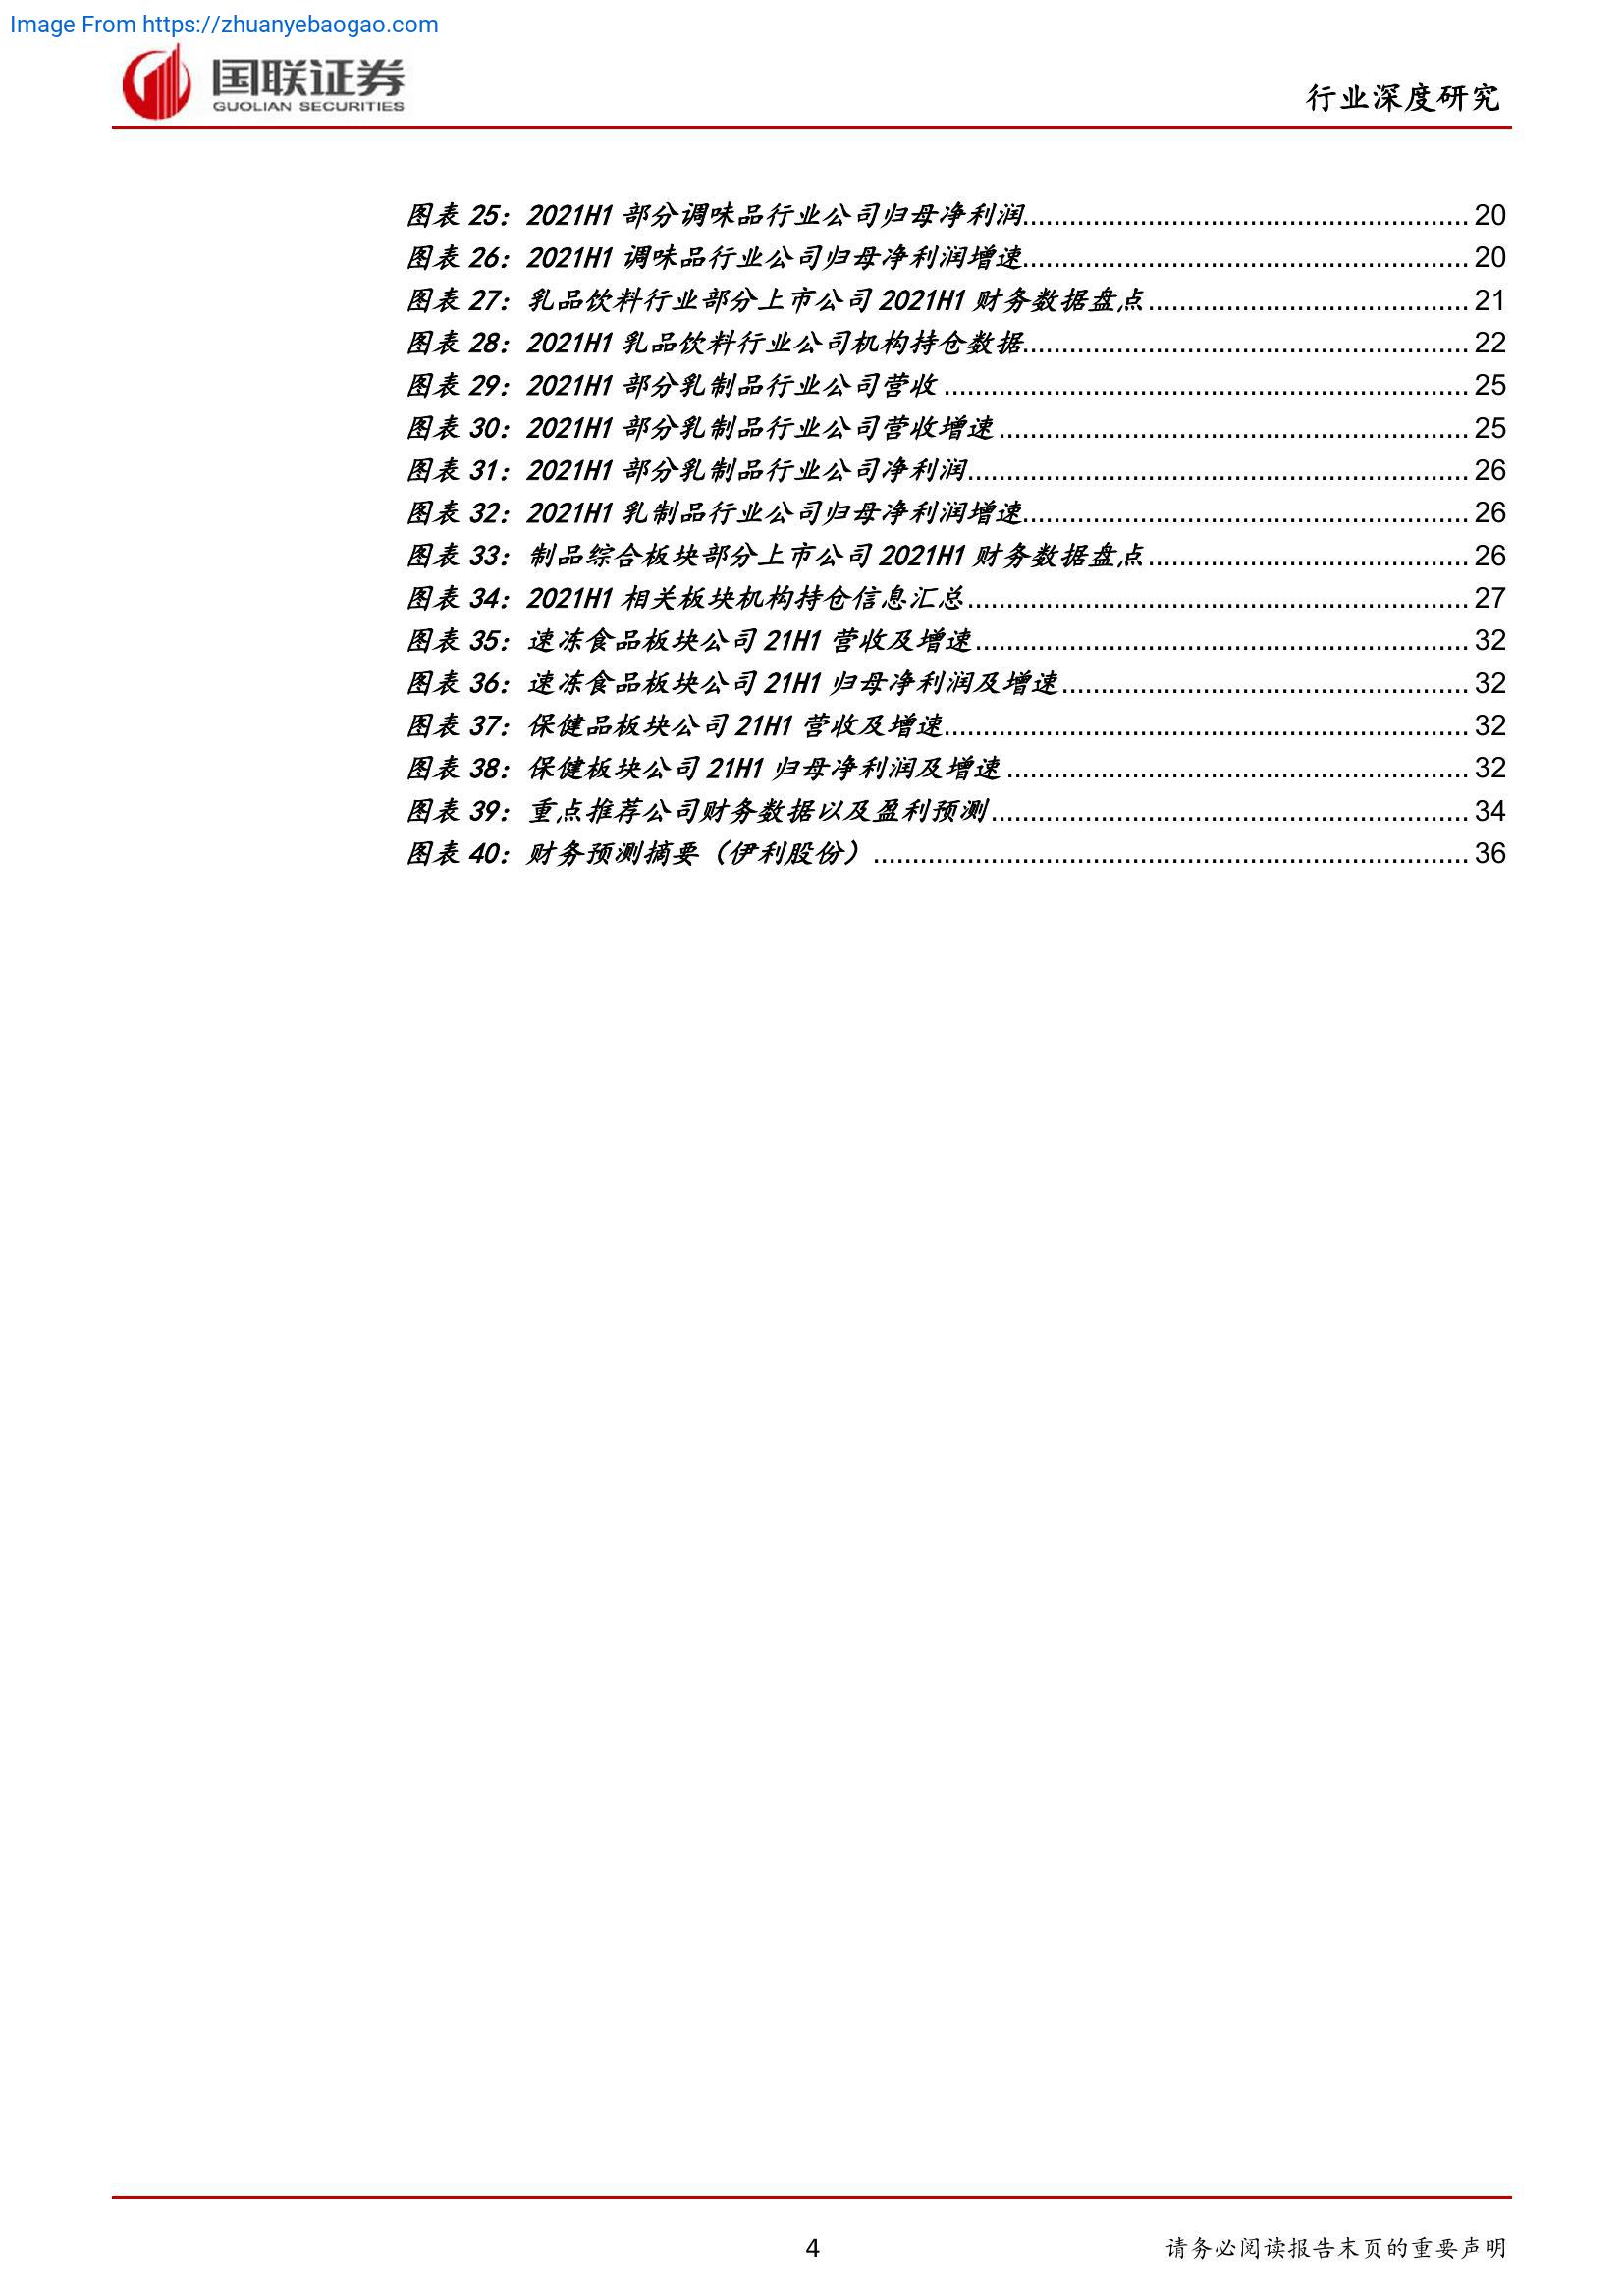 Image From https://zhuanyebaogao.com
国联证券
GUOLIAN SECURITIES
行业深度研究
图表 25：2021H1 部分调味品行业公司归母净利润 20
图表 26：2021H1 调味品行业公司归母净利润增速 20
图表 27：乳品饮料行业部分上市公司 2021H1 财务数据盘点 21
图表 28：2021H1 乳品饮料行业公司机构持仓数据 22
图表 29：2021H1 部分乳制品行业公司营收 25
图表 30：2021H1 部分乳制品行业公司营收增速 25
图表 31：2021H1 部分乳制品行业公司净利润 26
图表 32：2021H1 乳制品行业公司归母净利润增速 26
图表 33：制品综合板块部分上市公司 2021H1 财务数据盘点 26
图表 34：2021H1 相关板块机构持仓信息汇总 27
图表 35：速冻食品板块公司 21H1 营收及增速 32
图表 36：速冻食品板块公司 21H1 归母净利润及增速 32
图表 37：保健品板块公司 21H1 营收及增速 32
图表 38：保健板块公司 21H1 归母净利润及增速 32
图表 39：重点推荐公司财务数据以及盈利预测 34
图表 40：财务预测摘要（伊利股份） 36
4
请务必阅读报告末页的重要声明